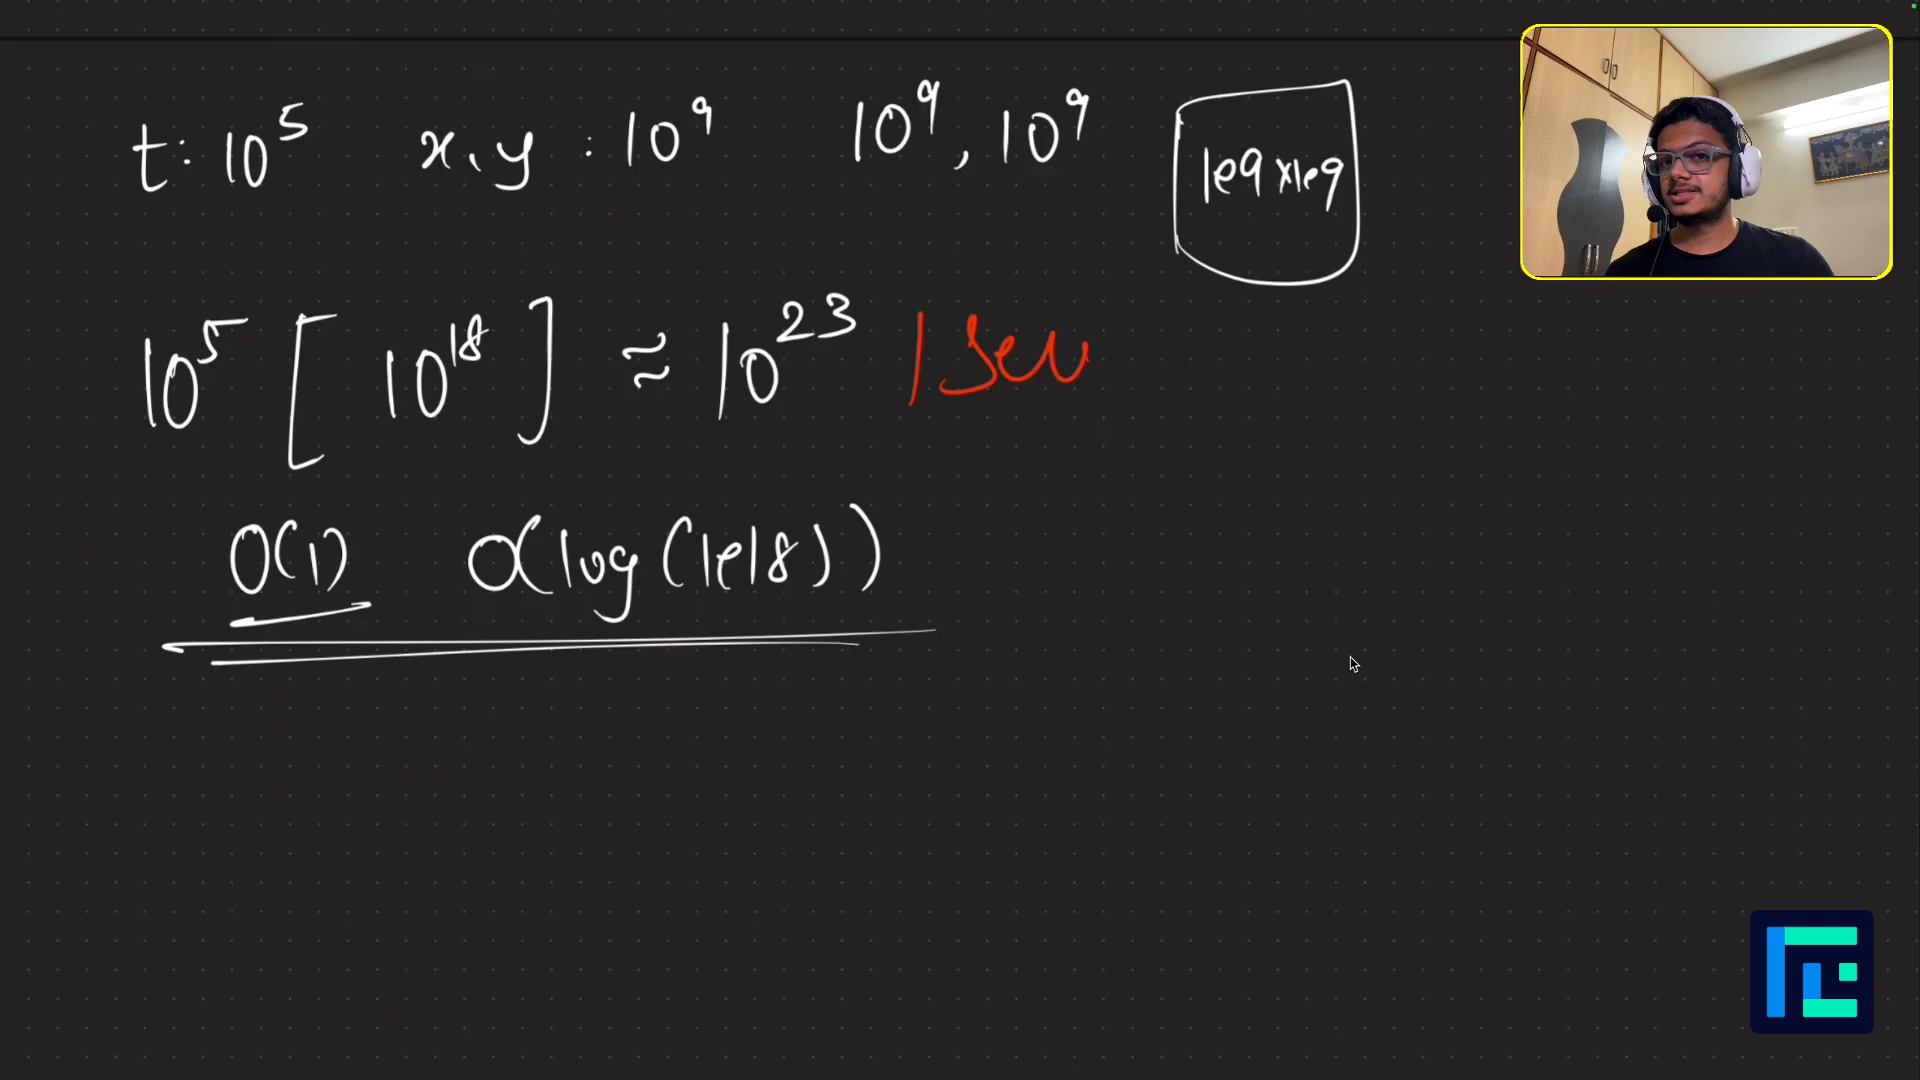 t: 10^5 x, y : 10^9 10^9, 10^9 1e9 x 1e9
10^5 [ 10^18 ] ≈ 10^23 1 sec
O(1) O(log(1e18))